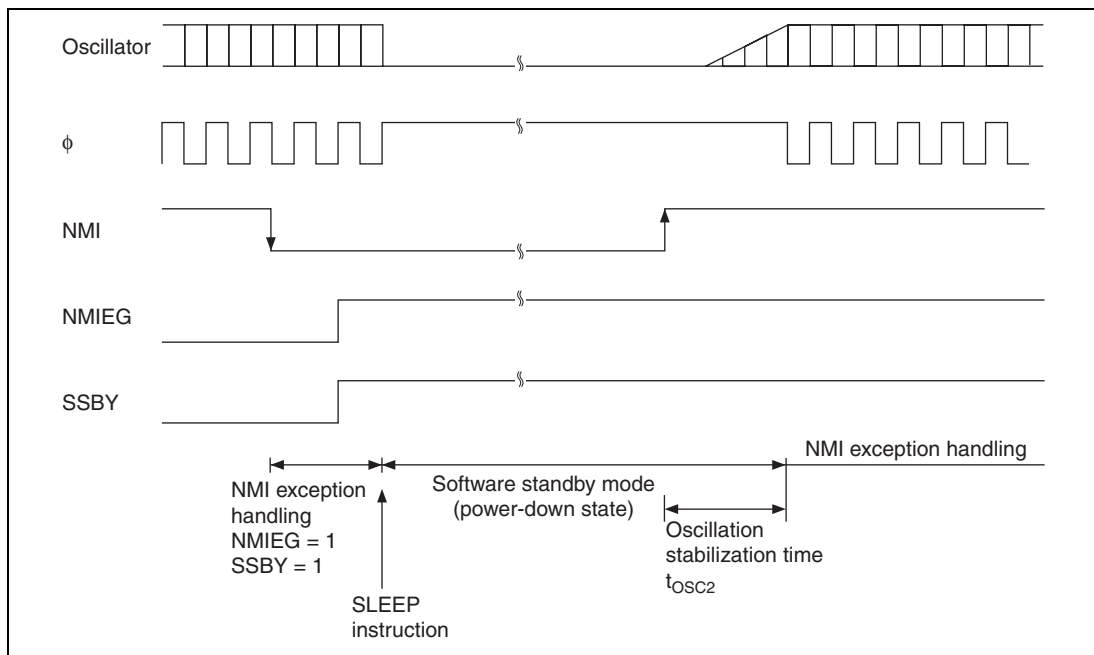 Oscillator
ϕ
NMI
NMIEG
SSBY
NMI exception
handling
NMIEG = 1
SSBY = 1
SLEEP
instruction
Software standby mode
(power-down state)
Oscillation
stabilization time
tOSC2
NMI exception handling